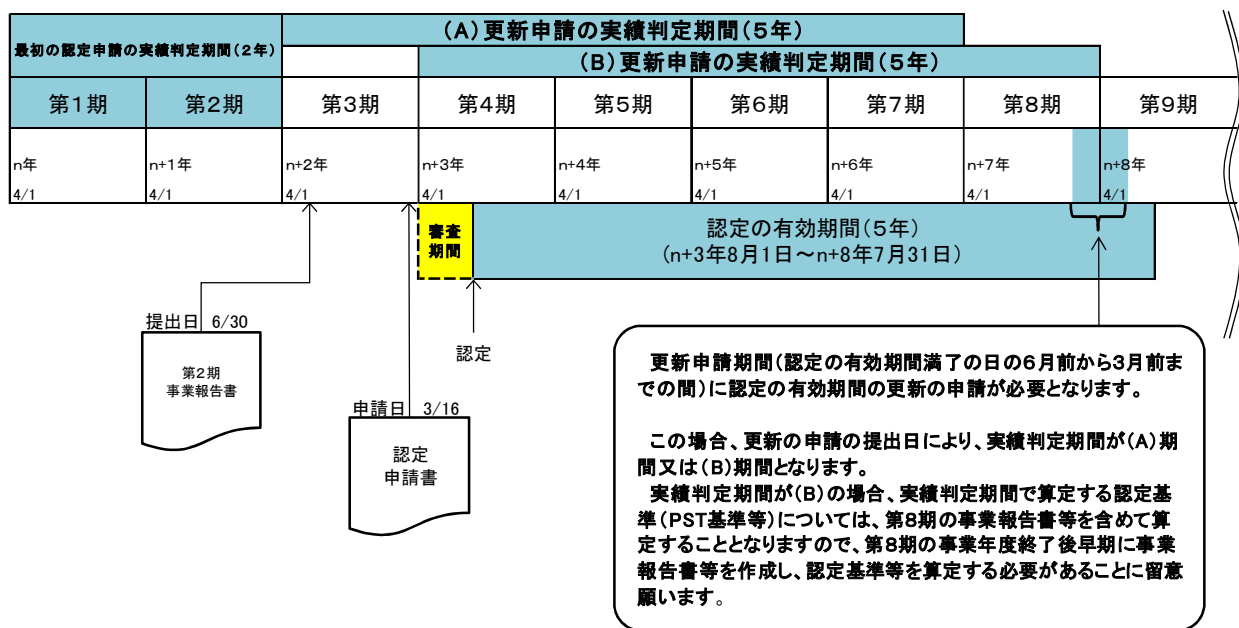 最初の認定申請の実績判定期間(2年)
(A)更新申請の実績判定期間(5年)
(B)更新申請の実績判定期間(5年)
第1期
第2期
第3期
第4期
第5期
第6期
第7期
第8期
第9期
n年
4/1
n+1年
4/1
n+2年
4/1
n+3年
4/1
n+4年
4/1
n+5年
4/1
n+6年
4/1
n+7年
4/1
n+8年
4/1
審査
期間
認定の有効期間(5年)
(n+3年8月1日～n+8年7月31日)
提出日 6/30
第2期
事業報告書
申請日 3/16
認定
申請書
認定
更新申請期間(認定の有効期間満了の日の6月前から3月前ま
での間)に認定の有効期間の更新の申請が必要となります。
この場合、更新の申請の提出日により、実績判定期間が(A)期
間又は(B)期間となります。
実績判定期間が(B)の場合、実績判定期間で算定する認定基
準(PST基準等)については、第8期の事業報告書等を含めて算
定することとなりますので、第8期の事業年度終了後早期に事業
報告書等を作成し、認定基準等を算定する必要があることに留意
願います。